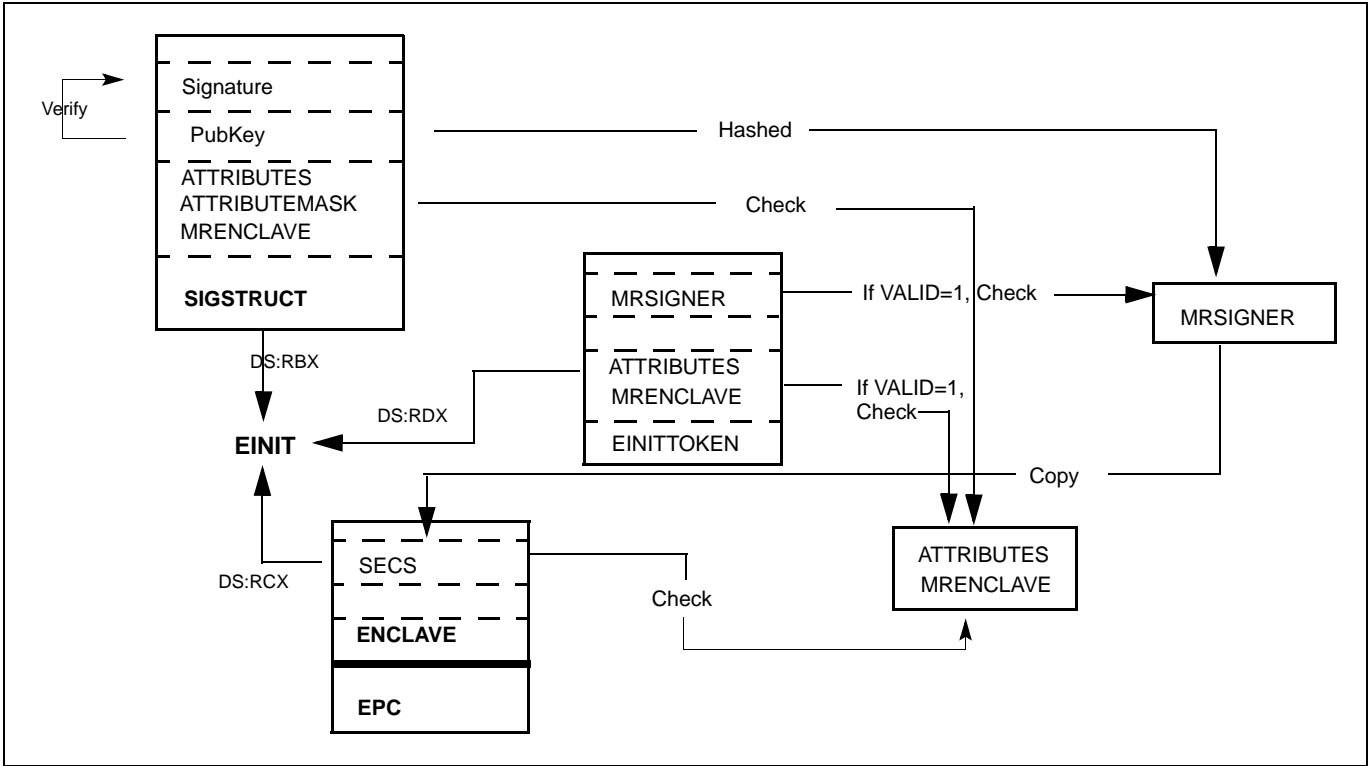 Signature
Verify
PubKey
Hashed
ATTRIBUTES
ATTRIBUTEMASK
MRENCLAVE
Check
SIGSTRUCT
MRSIGNER
If VALID=1, Check
MRSIGNER
DS:RBX
ATTRIBUTES
MRENCLAVE
If VALID=1,
Check
DS:RDX
EINIT
EINITTOKEN
Copy
SECS
DS:RCX
Check
ATTRIBUTES
MRENCLAVE
ENCLAVE
EPC